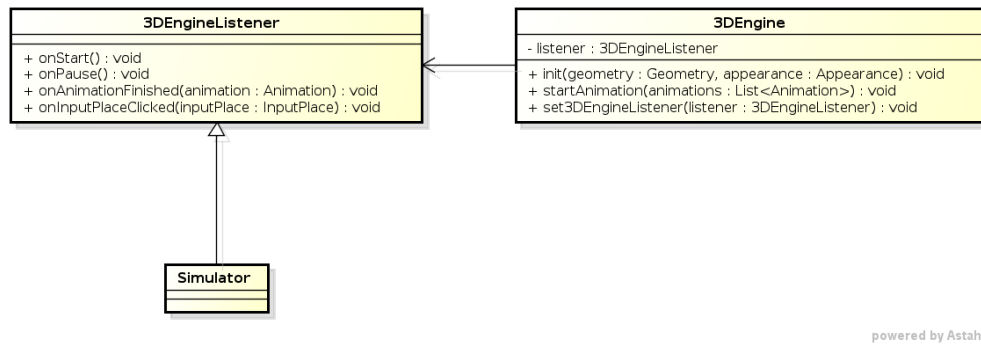 3DEngineListener
+ onStart() : void
+ onPause() : void
+ onAnimationFinished(animation : Animation) : void
+ onInputPlaceClicked(inputPlace : InputPlace) : void
3DEngine
- listener : 3DEngineListener
+ init(geometry : Geometry, appearance : Appearance) : void
+ startAnimation(animations : List<Animation>) : void
+ set3DEngineListener(listener : 3DEngineListener) : void
Simulator
powered by Astah